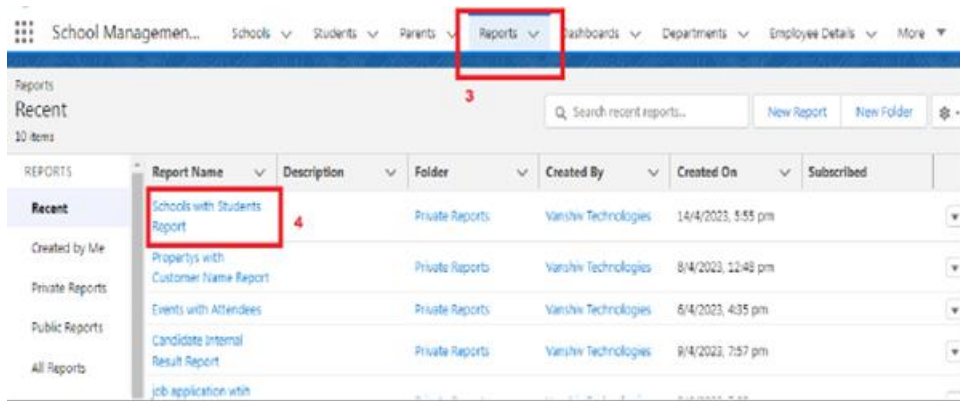 School Managemen... Schools Students Parents Reports Dashboards Departments Employee Details More
Reports
Recent
10 items
3
Search recent reports...
New Report New Folder
REPORTS
Report Name Description Folder Created By Created On Subscribed
Recent
Created by Me
Private Reports
Public Reports
All Reports
Schools with Students
Report
4
Private Reports Vanshiv Technologies 14/4/2023, 5:55 pm
Propertys with
Customer Name Report
Private Reports Vanshiv Technologies 8/4/2023, 12:48 pm
Events with Attendees Private Reports Vanshiv Technologies 6/4/2023, 4:35 pm
Candidate Internal
Result Report
Private Reports Vanshiv Technologies 9/4/2023, 7:57 pm
job application wtih